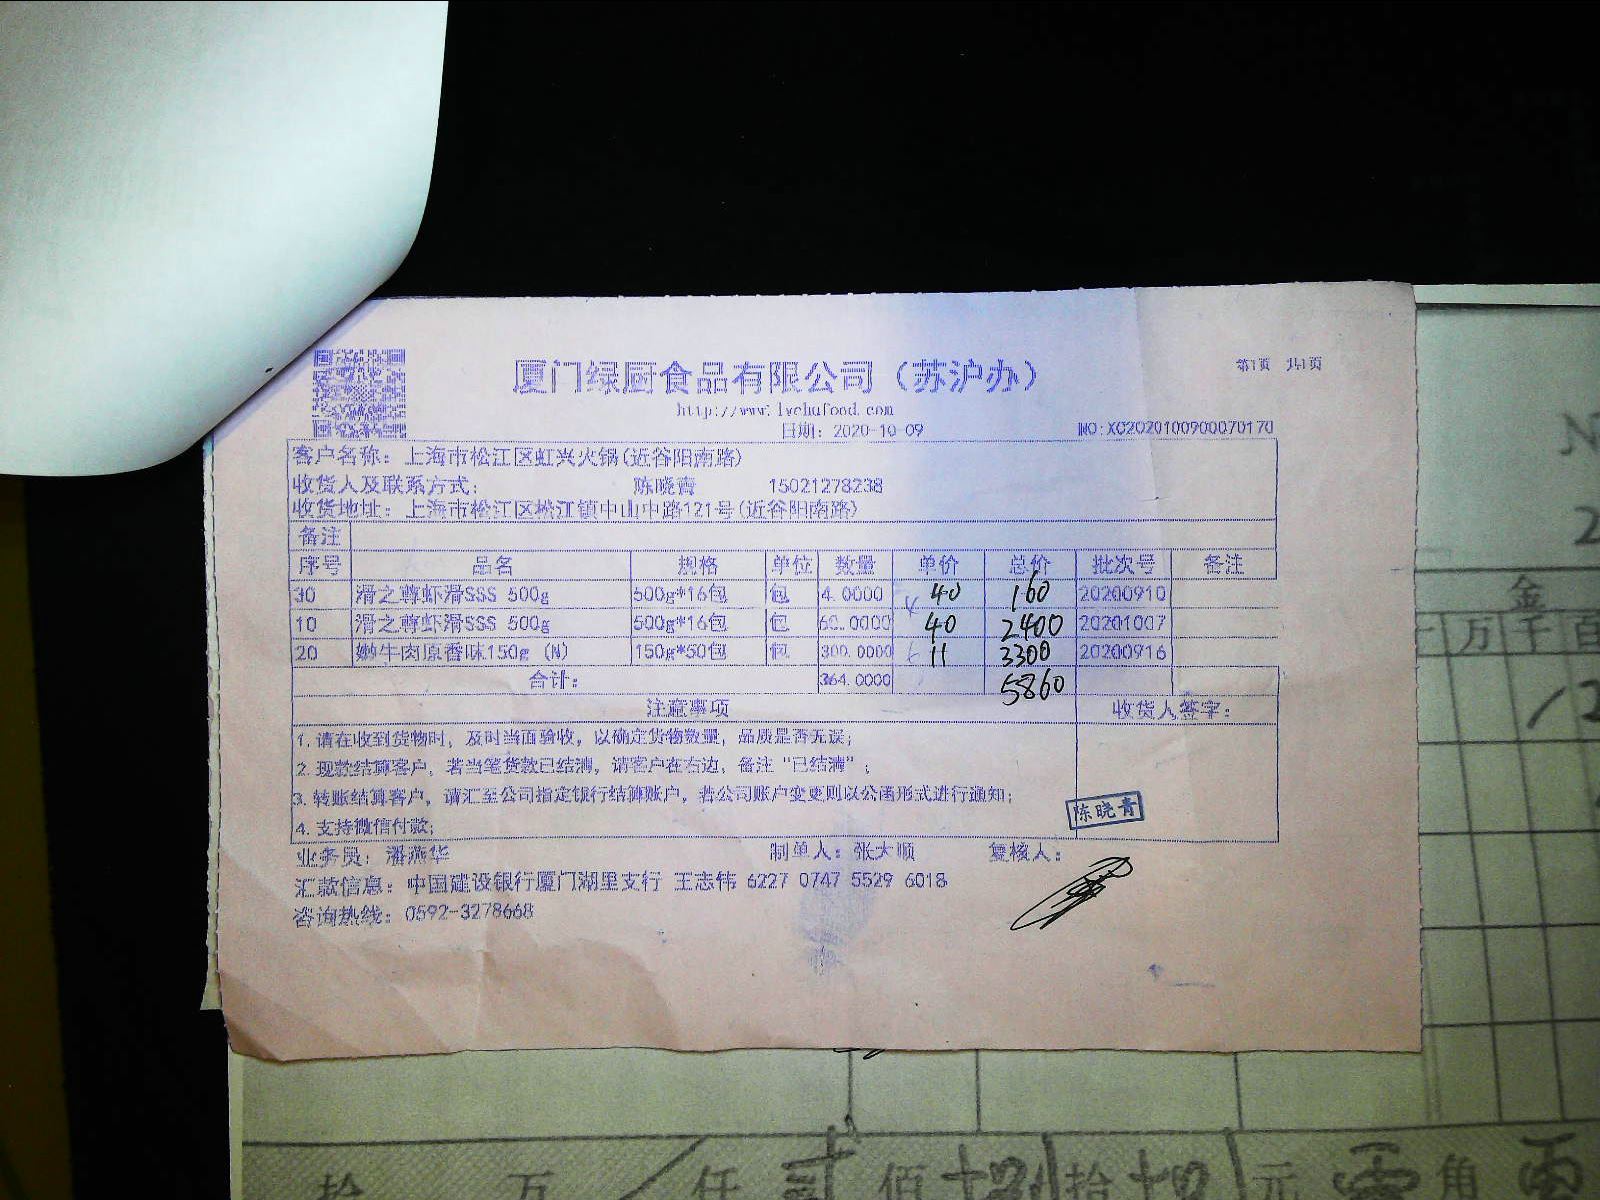 厦门绿厨食品有限公司（苏沪办）
第1页 共1页
http://www.lvchufood.com
日期：2020-10-09
NO:XC20201009000070170
客户名称：上海市松江区虹兴火锅(近谷阳南路)
收货人及联系方式： 陈晓青 15021278238
收货地址：上海市松江区松江镇中山中路121号(近谷阳南路)
备注
序号 品名 规格 单位 数量 单价 总价 批次号 备注
30 滑之尊虾滑SSS 500g 500g*16包 包 4.0000 40 160 20200910
10 滑之尊虾滑SSS 500g 500g*16包 包 60.0000 40 2400 20201007
20 嫩牛肉原香味150g (N) 150g*50包 包 300.0000 11 3300 20200916
合计： 364.0000 5860
注意事项 收货人签字：
1. 请在收到货物时，及时当面验收，以确定货物数量，品质是否无误；
2. 现款结算客户，若当笔货款已结清，请客户在右边，备注“已结清”；
3. 转账结算客户，请汇至公司指定银行结算账户，若公司账户变更则以公函形式进行通知；
4. 支持微信付款；
陈晓青
业务员：潘燕华 制单人：张大顺 复核人：
汇款信息：中国建设银行厦门湖里支行 王志伟 6227 0747 5529 6018
咨询热线：0592-3278668
N
2
金
万 千 百
12
拾 万 仟 贰 佰 拾 元 角